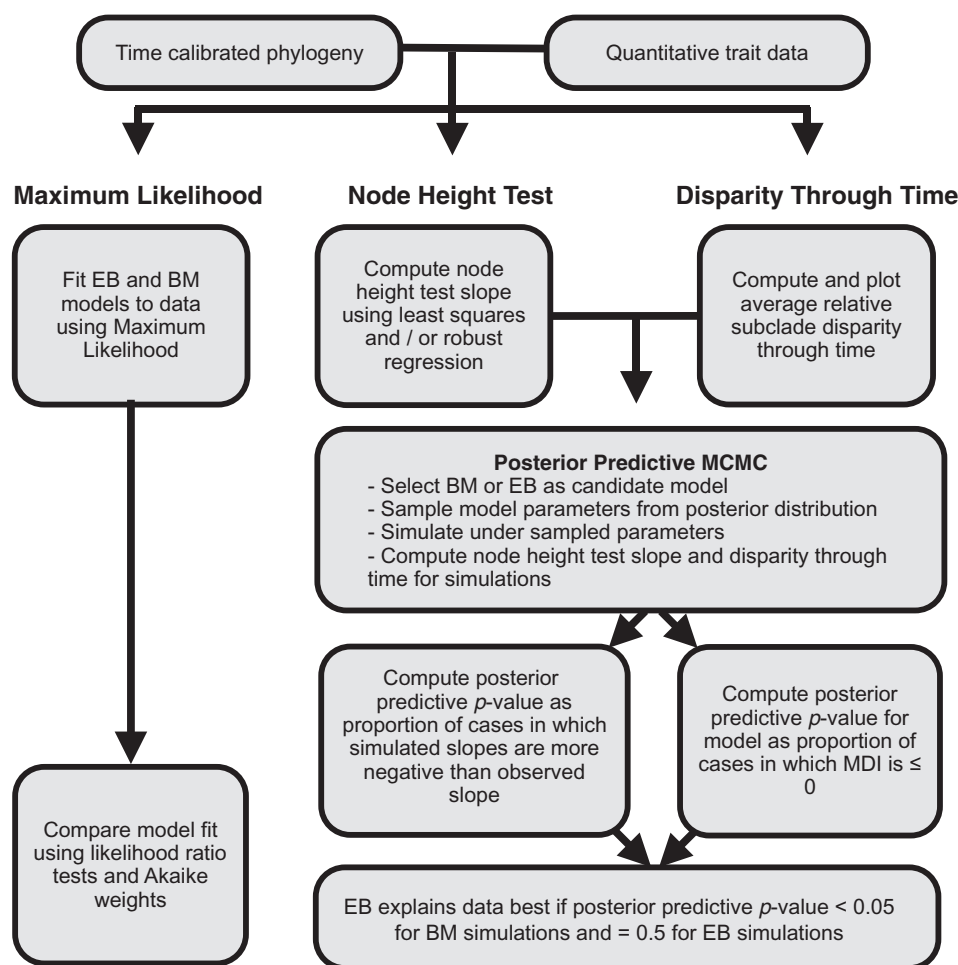 Time calibrated phylogeny
Quantitative trait data
Maximum Likelihood
Node Height Test
Disparity Through Time
Fit EB and BM
models to data
using Maximum
Likelihood
Compute node
height test slope
using least squares
and / or robust
regression
Compute and plot
average relative
subclade disparity
through time
Posterior Predictive MCMC
- Select BM or EB as candidate model
- Sample model parameters from posterior distribution
- Simulate under sampled parameters
- Compute node height test slope and disparity through
time for simulations
Compute posterior
predictive p-value as
proportion of cases in which
simulated slopes are more
negative than observed
slope
Compute posterior
predictive p-value for
model as proportion of
cases in which MDI is ≤
0
Compare model fit
using likelihood ratio
tests and Akaike
weights
EB explains data best if posterior predictive p-value < 0.05
for BM simulations and = 0.5 for EB simulations